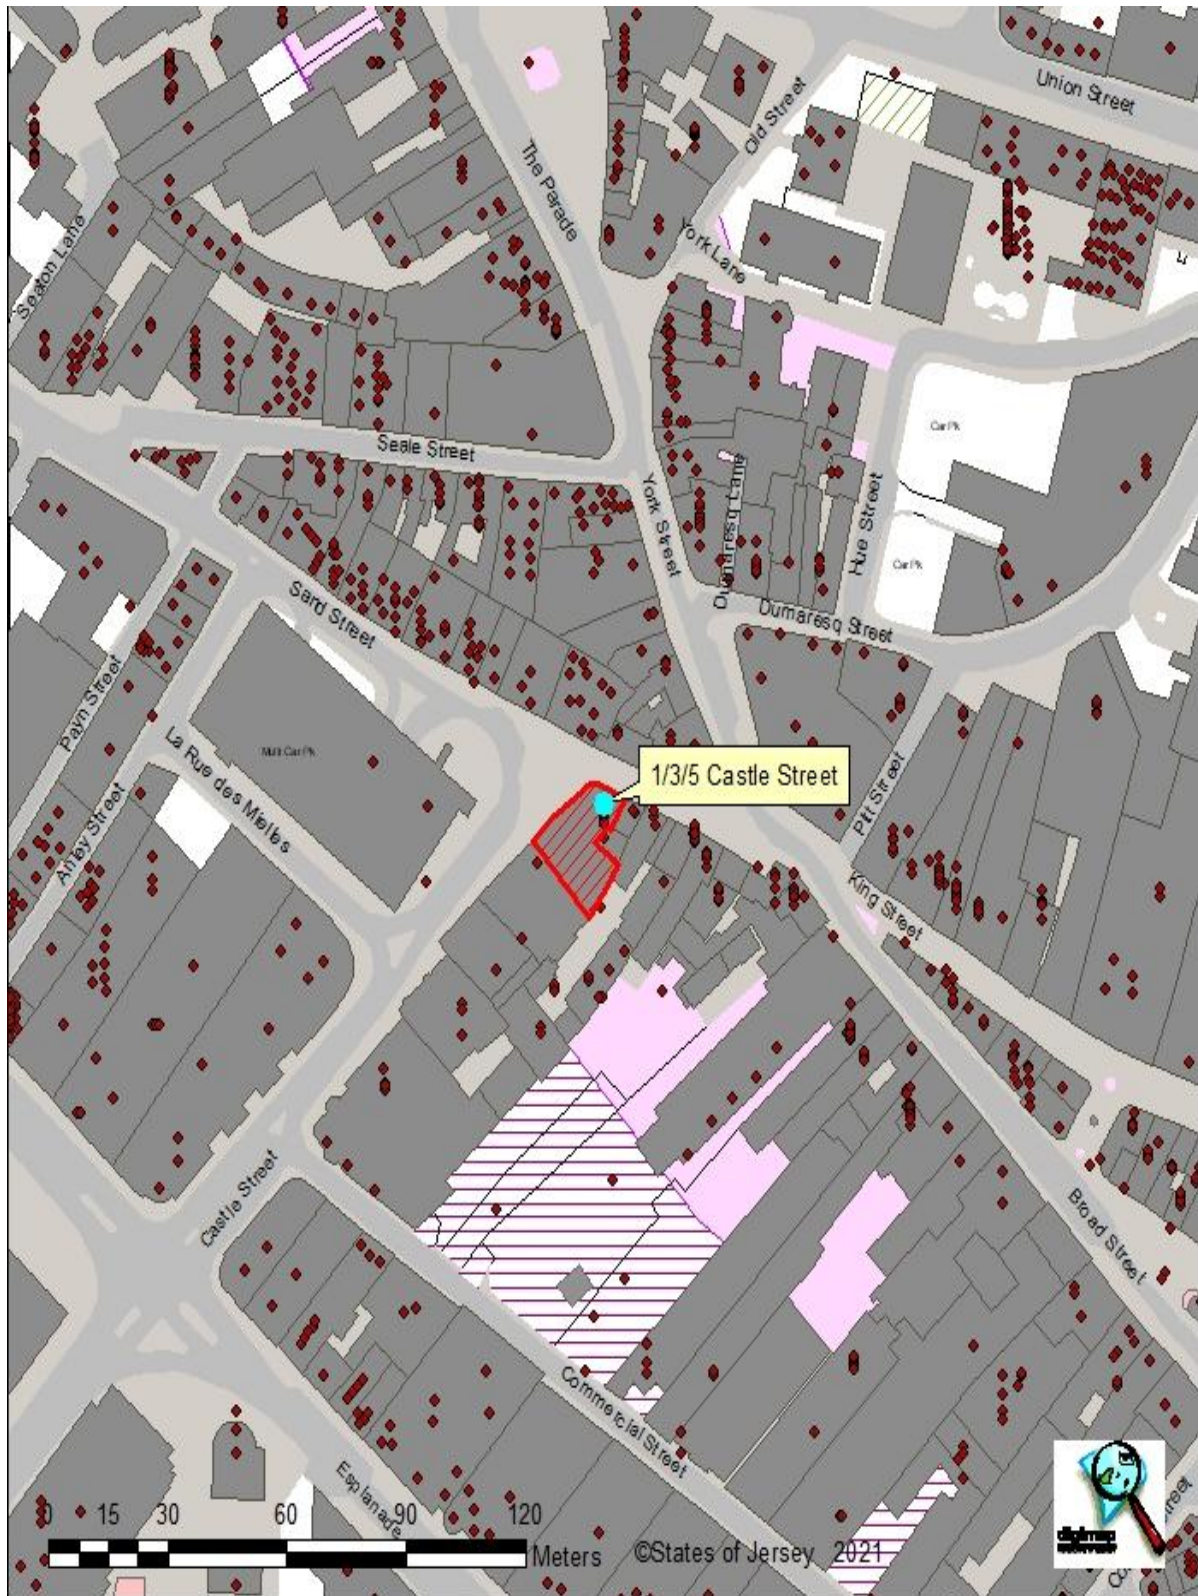 Union Street
Old Street
The Parade
York Lane
Seaton Lane
Car Pk
Seale Street
York Street
Dumaresq Lane
Hue Street
Car Pk
Dumaresq Street
Sand Street
Payn Street
La Rue des Mielles
Multi Car Pk
1/3/5 Castle Street
Pitt Street
Anley Street
King Street
Castle Street
Broad Street
Commercial Street
Esplanade
0 15 30 60 90 120
Meters
©States of Jersey 2021
digimap